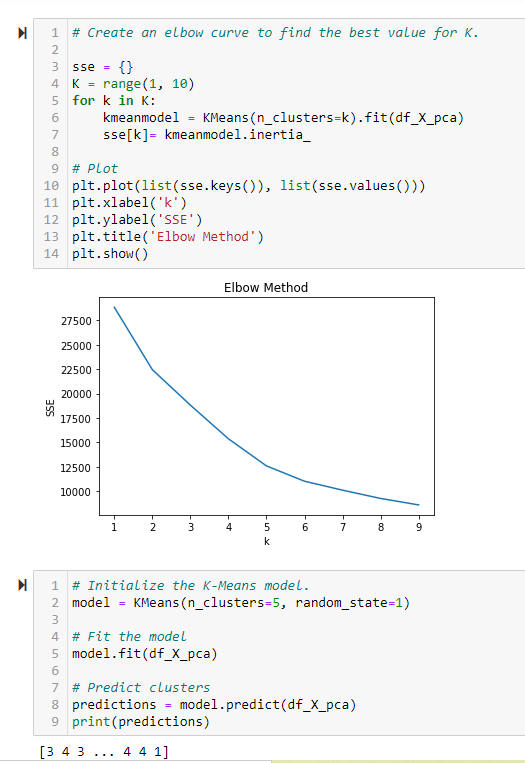 1 # Create an elbow curve to find the best value for K.
2
3 sse = {}
4 K = range(1, 10)
5 for k in K:
6 kmeanmodel = KMeans(n_clusters=k).fit(df_X_pca)
7 sse[k]= kmeanmodel.inertia_
8
9 # Plot
10 plt.plot(list(sse.keys()), list(sse.values()))
11 plt.xlabel('k')
12 plt.ylabel('SSE')
13 plt.title('Elbow Method')
14 plt.show()
Elbow Method
27500
25000
22500
20000
17500
15000
12500
10000
SSE
1 2 3 4 5 6 7 8 9
k
1 # Initialize the K-Means model.
2 model = KMeans(n_clusters=5, random_state=1)
3
4 # Fit the model
5 model.fit(df_X_pca)
6
7 # Predict clusters
8 predictions = model.predict(df_X_pca)
9 print(predictions)
[3 4 3 ... 4 4 1]